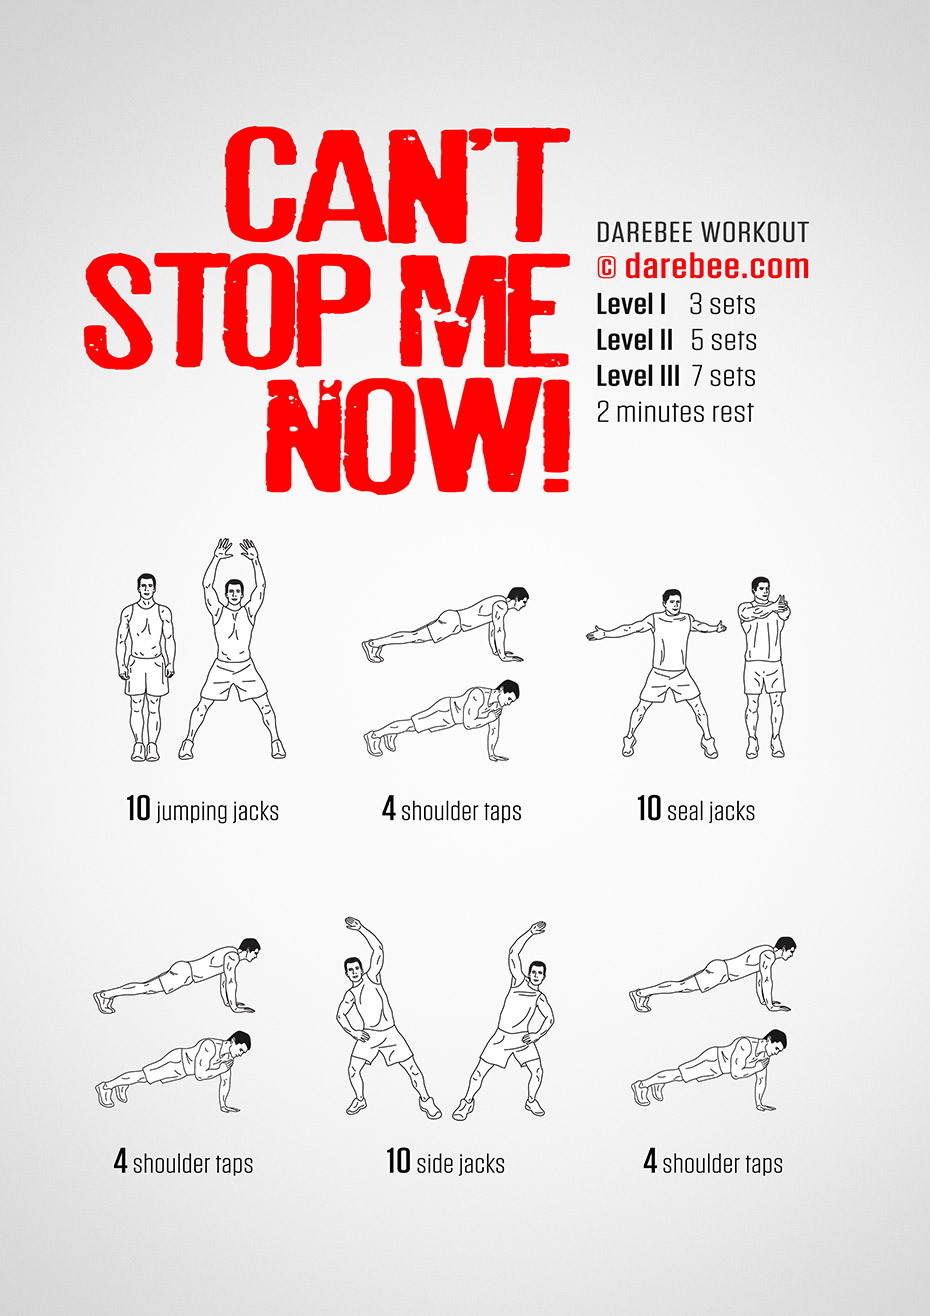 CAN'T
STOP ME
NOW!
DAREBEE WORKOUT
© darebee.com
Level I 3 sets
Level II 5 sets
Level III 7 sets
2 minutes rest
10 jumping jacks
4 shoulder taps
10 seal jacks
4 shoulder taps
10 side jacks
4 shoulder taps